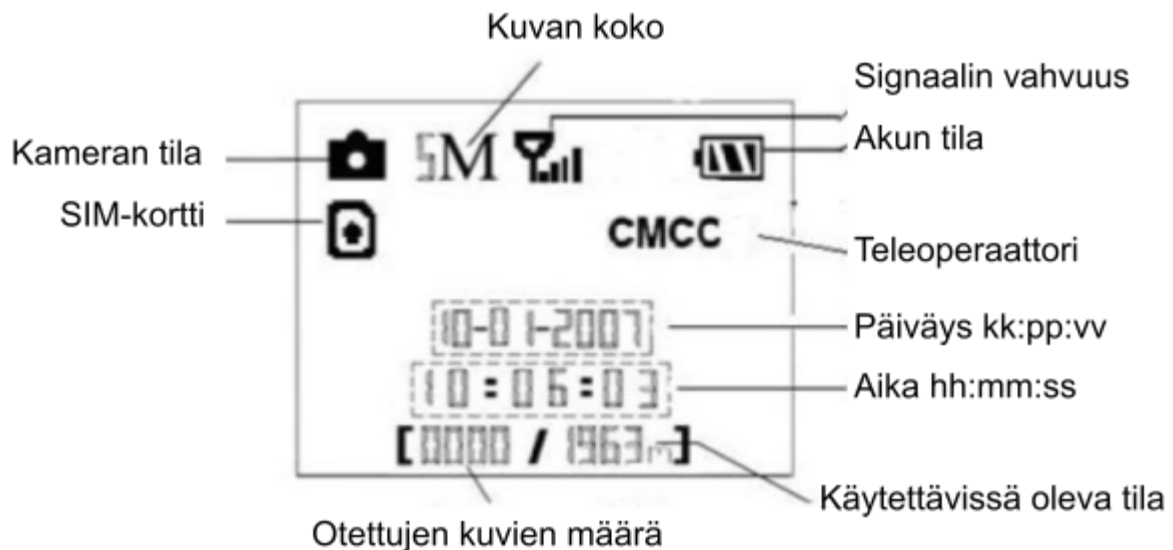 Kuvan koko
Signaalin vahvuus
Kameran tila
5M
Akun tila
SIM-kortti
CMCC
Teleoperaattori
10-01-2007
Päiväys kk:pp:vv
10:06:03
Aika hh:mm:ss
[0000 / 1963m]
Käytettävissä oleva tila
Otettujen kuvien määrä